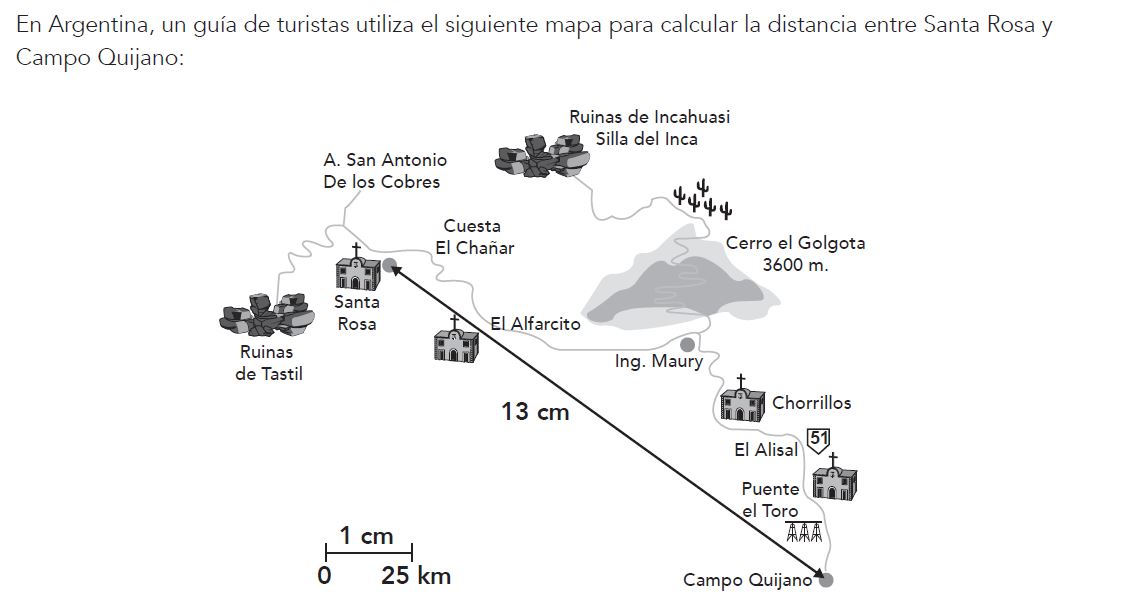 En Argentina, un guía de turistas utiliza el siguiente mapa para calcular la distancia entre Santa Rosa y
Campo Quijano:
Ruinas de Incahuasi
Silla del Inca
A. San Antonio
De los Cobres
Cuesta
El Chañar
Cerro el Golgota
3600 m.
Santa
Rosa
El Alfarcito
Ruinas
de Tastil
Ing. Maury
13 cm
Chorrillos
51
El Alisal
Puente
el Toro
1 cm
0 25 km
Campo Quijano